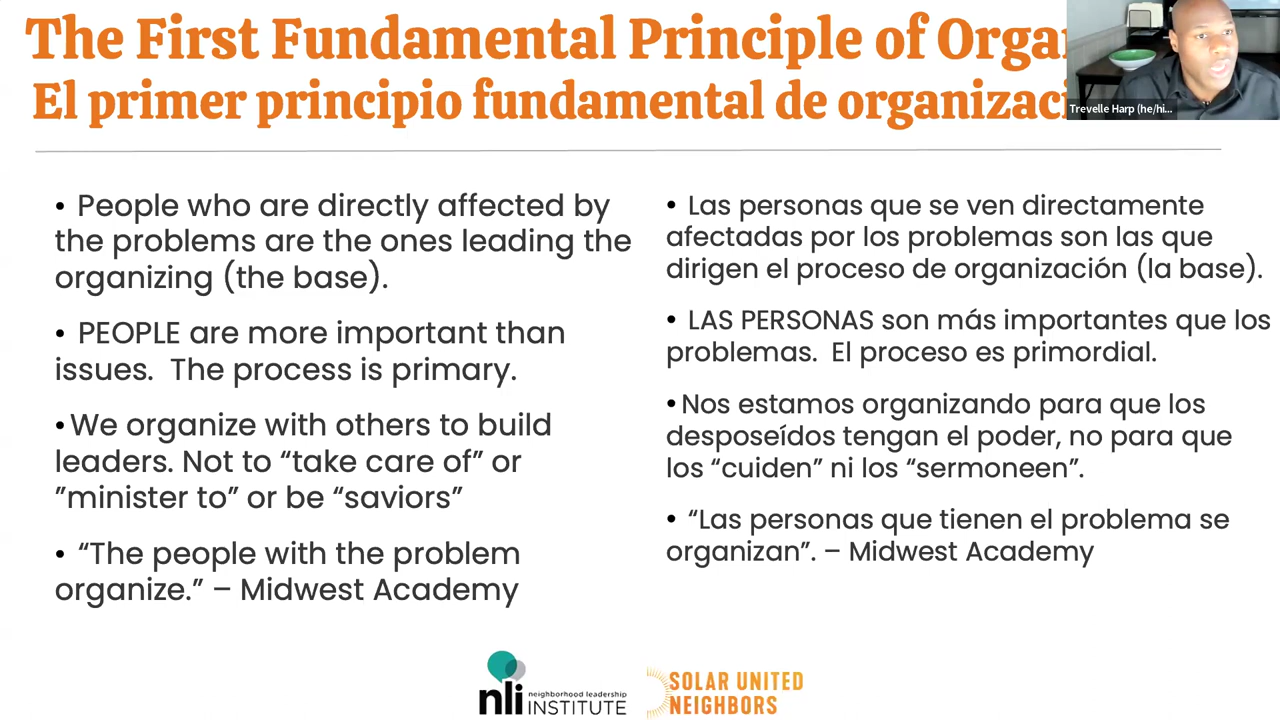 The First Fundamental Principle of
El primer principio fundamental de
Trevelle Harp (he/hi...
• People who are directly affected by
the problems are the ones leading the
organizing (the base).
• PEOPLE are more important than
issues.  The process is primary.
•We organize with others to build
leaders. Not to “take care of” or
”minister to” or be “saviors”
• “The people with the problem
organize.” – Midwest Academy
• Las personas que se ven directamente
afectadas por los problemas son las que
dirigen el proceso de organización (la base).
• LAS PERSONAS son más importantes que los
problemas.  El proceso es primordial.
•Nos estamos organizando para que los
desposeídos tengan el poder, no para que
los “cuiden” ni los “sermoneen”.
• “Las personas que tienen el problema se
organizan”. – Midwest Academy
nli neighborhood leadership
INSTITUTE
SOLAR UNITED
NEIGHBORS